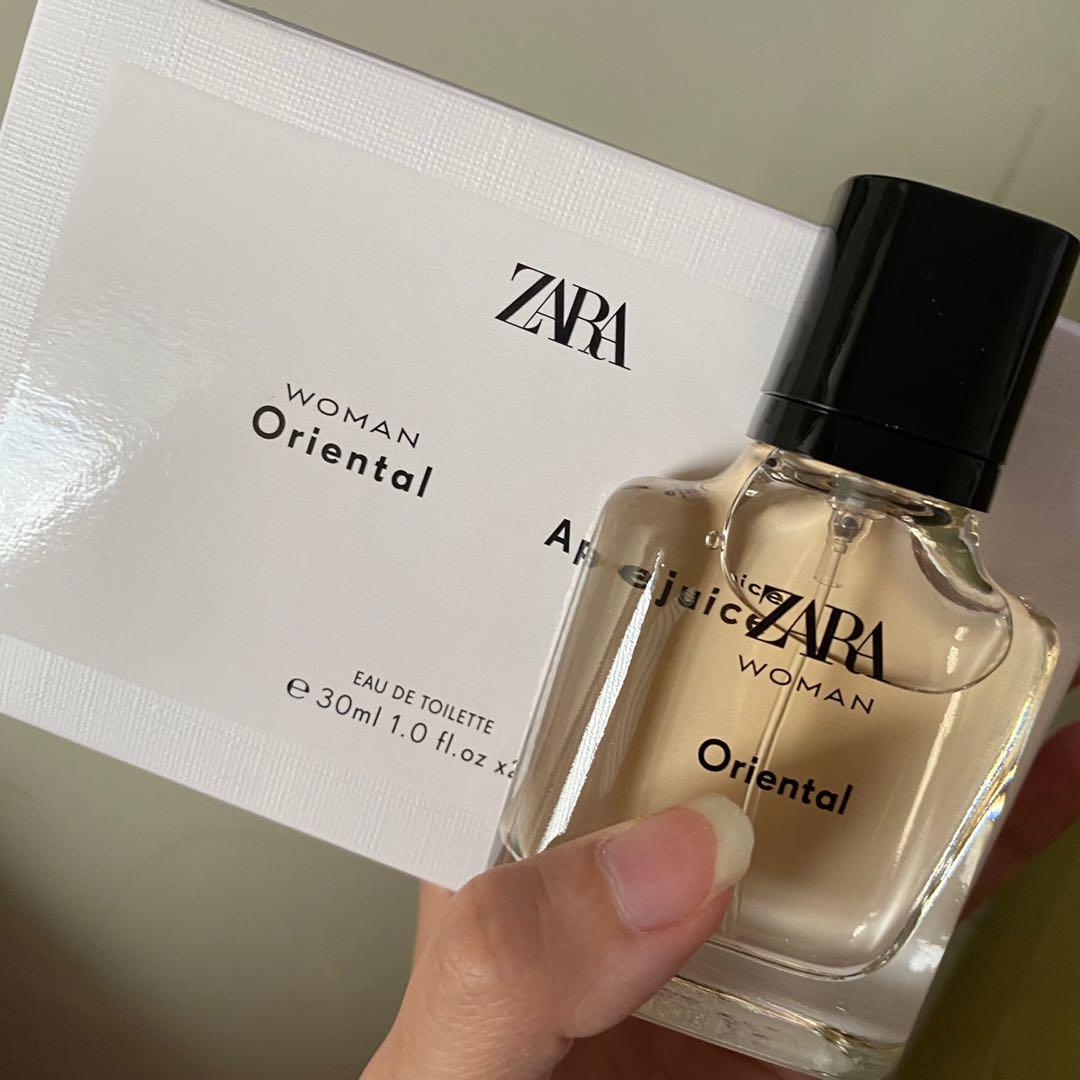 ZARA
WOMAN
Oriental
EAU DE TOILETTE
℮ 30ml 1.0 fl.oz
ZARA
WOMAN
Oriental